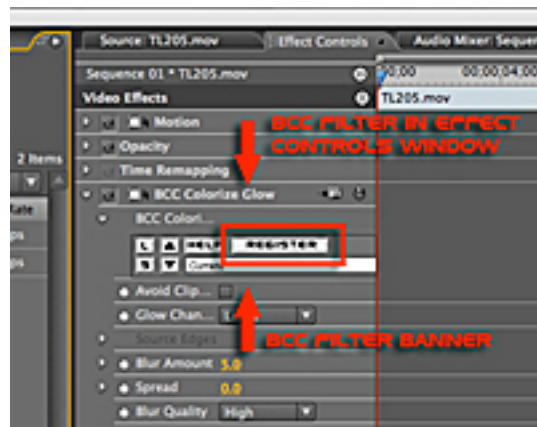 Source: TL205.mov
Effect Controls
Audio Mixer: Sequen
Sequence 01 * TL205.mov
00,00
00;00;04;00
Video Effects
TL205.mov
Motion
BCC FILTER IN EFFECT
CONTROLS WINDOW
Opacity
2 Items
Time Remapping
BCC Colorize Glow
BCC Colori...
L
HELP
REGISTER
S
Avoid Clip...
Glow Chan...
Source Edges
BCC FILTER BANNER
Blur Amount 5.0
Spread 0.0
Blur Quality High